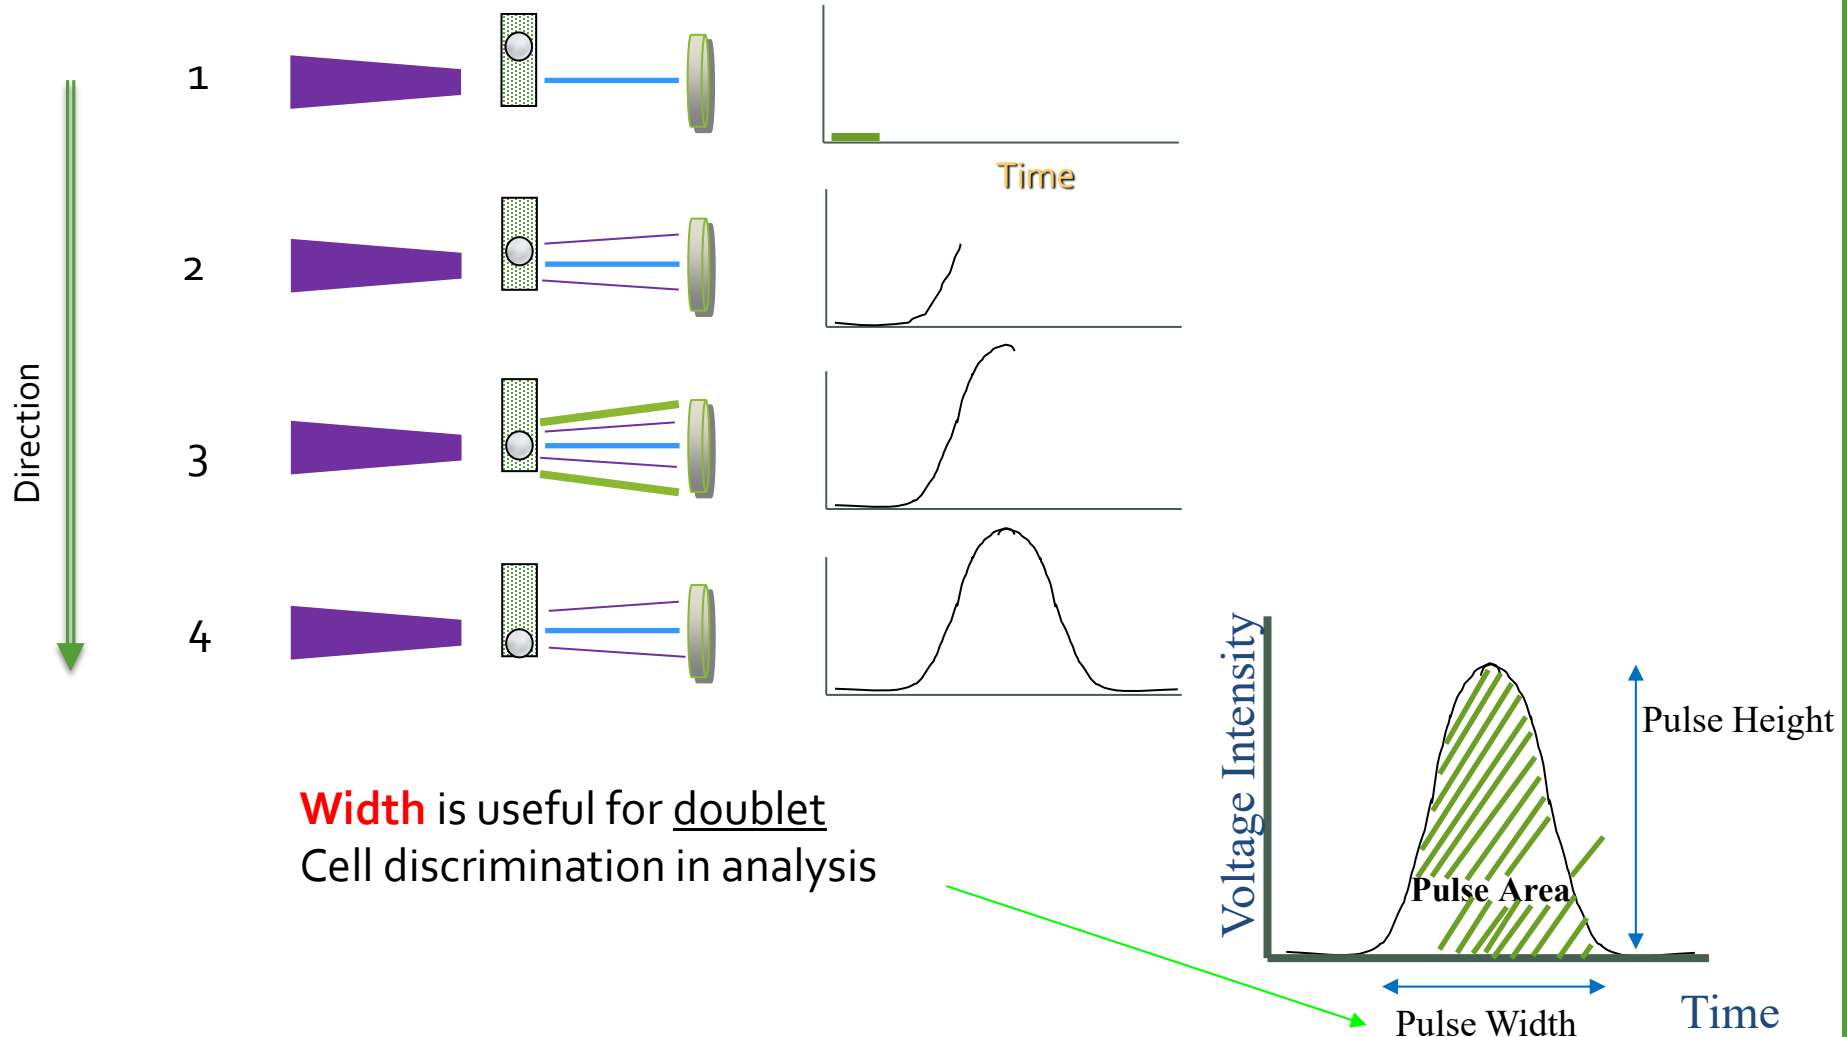 1
Time
2
Direction
3
4
Voltage Intensity
Pulse Height
Width is useful for doublet
Cell discrimination in analysis
Pulse Area
Pulse Width
Time